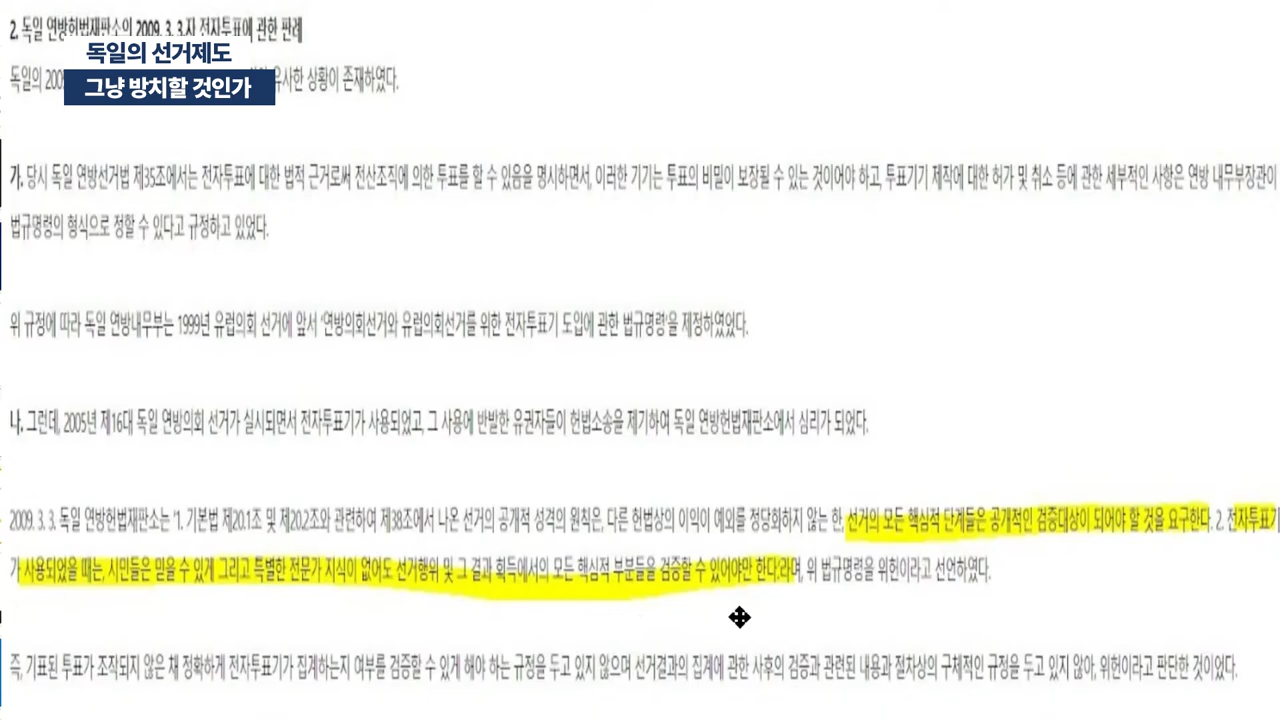 2. 독일 연방헌법재판소의 2009. 3. 3.자 전자투표에 관한 판례
독일의 선거제도
그냥 방치할 것인가
독일의 200 유사한 상황이 존재하였다.
가. 당시 독일 연방선거법 제35조에서는 전자투표에 대한 법적 근거로써 전산조직에 의한 투표를 할 수 있음을 명시하면서, 이러한 기기는 투표의 비밀이 보장될 수 있는 것이어야 하고, 투표기기 제작에 대한 허가 및 취소 등에 관한 세부적인 사항은 연방 내무부장관이
법규명령의 형식으로 정할 수 있다고 규정하고 있었다.
위 규정에 따라 독일 연방내무부는 1999년 유럽의회 선거에 앞서 '연방의회선거와 유럽의회선거를 위한 전자투표기 도입에 관한 법규명령'을 제정하였었다.
나. 그런데, 2005년 제16대 독일 연방의회 선거가 실시되면서 전자투표기가 사용되었고, 그 사용에 반발한 유권자들이 헌법소송을 제기하여 독일 연방헌법재판소에서 심리가 되었다.
2009. 3. 3. 독일 연방헌법재판소는 '1. 기본법 제20.1조 및 제20.2조와 관련하여 제38조에서 나온 선거의 공개적 성격의 원칙은, 다른 헌법상의 이익이 예외를 정당화하지 않는 한, 선거의 모든 핵심적 단계들은 공개적인 검증대상이 되어야 할 것을 요구한다. 2. 전자투표기
가 사용되었을 때는, 시민들은 믿을 수 있게 그리고 특별한 전문가 지식이 없어도 선거행위 및 그 결과 획득에서의 모든 핵심적 부분들을 검증할 수 있어야만 한다.'라며, 위 법규명령을 위헌이라고 선언하였다.
즉, 기표된 투표가 조작되지 않은 채 정확하게 전자투표기가 집계하는지 여부를 검증할 수 있게 해야 하는 규정을 두고 있지 않으며 선거결과의 집계에 관한 사후의 검증과 관련된 내용과 절차상의 구체적인 규정을 두고 있지 않아, 위헌이라고 판단한 것이었다.